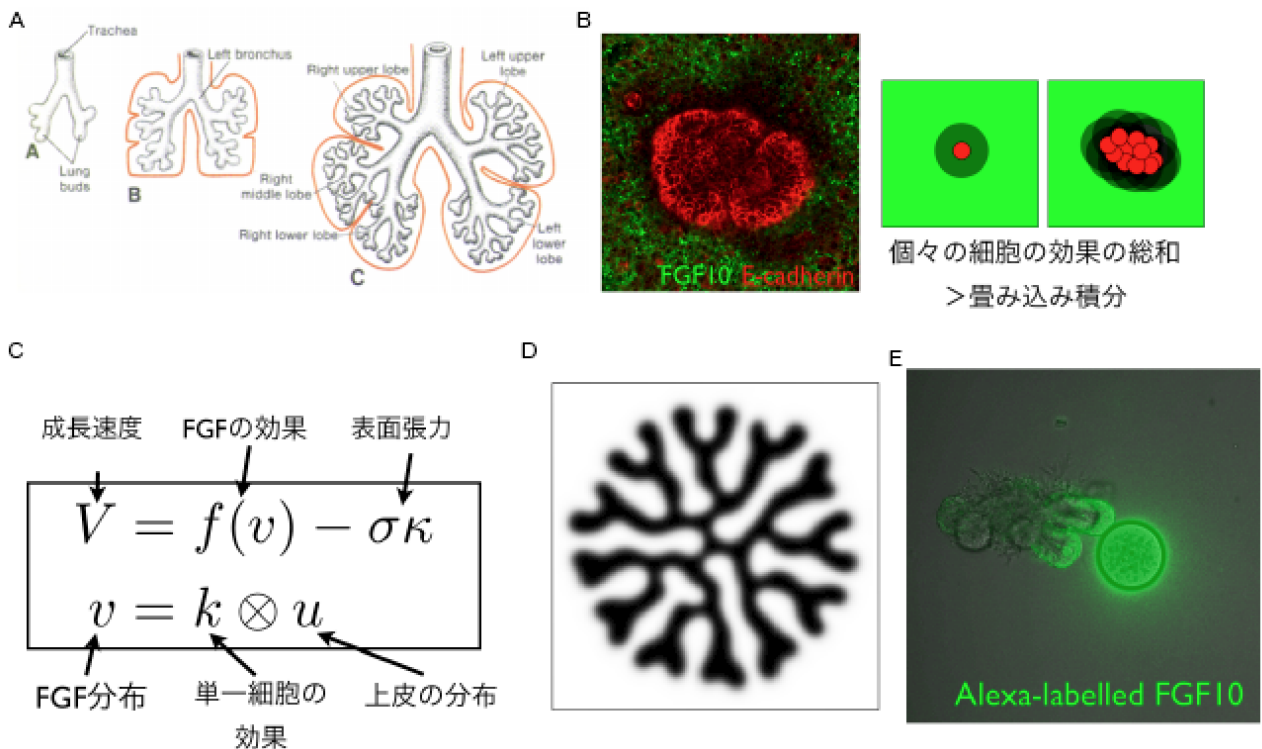 A
Trachea
A
Lung
buds
Left bronchus
B
Right upper lobe
Left upper
lobe
Right
middle lobe
Right lower lobe
Left
lower
lobe
C
B
FGF10 E-cadherin
個々の細胞の効果の総和
>畳み込み積分
C
成長速度 FGFの効果 表面張力
V = f(v) − σκ
v = k ⊗ u
FGF分布 単一細胞の 上皮の分布
効果
D
E
Alexa-labelled FGF10